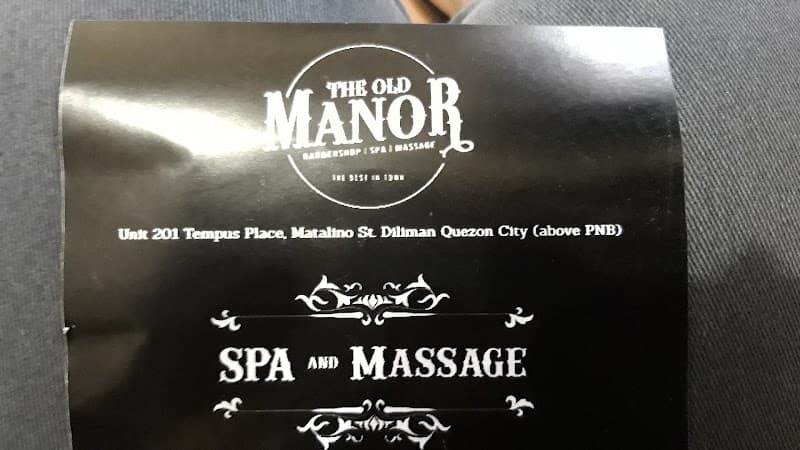 THE OLD
MANOR
BARBERSHOP | SPA | MASSAGE
THE BEST IN TOWN
Unit 201 Tempus Place, Matalino St. Diliman Quezon City (above PNB)
SPA AND MASSAGE